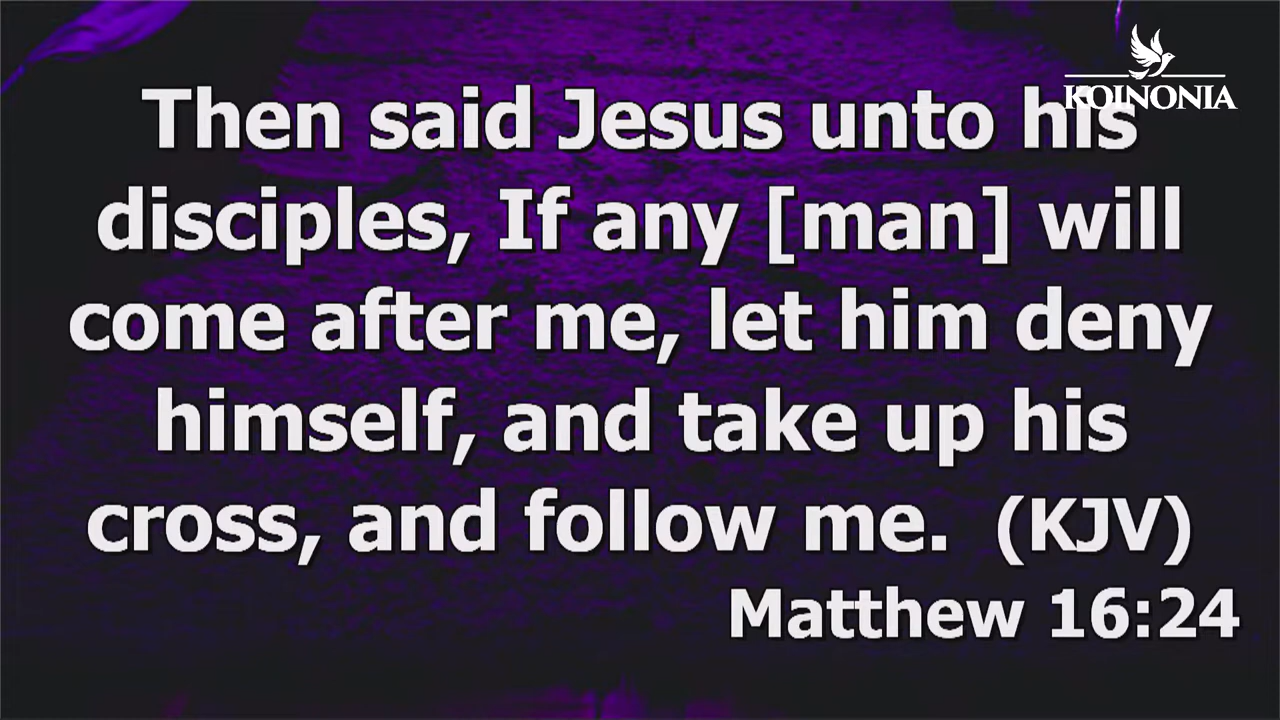 KOINONIA
Then said Jesus unto his
disciples, If any [man] will
come after me, let him deny
himself, and take up his
cross, and follow me. (KJV)
Matthew 16:24